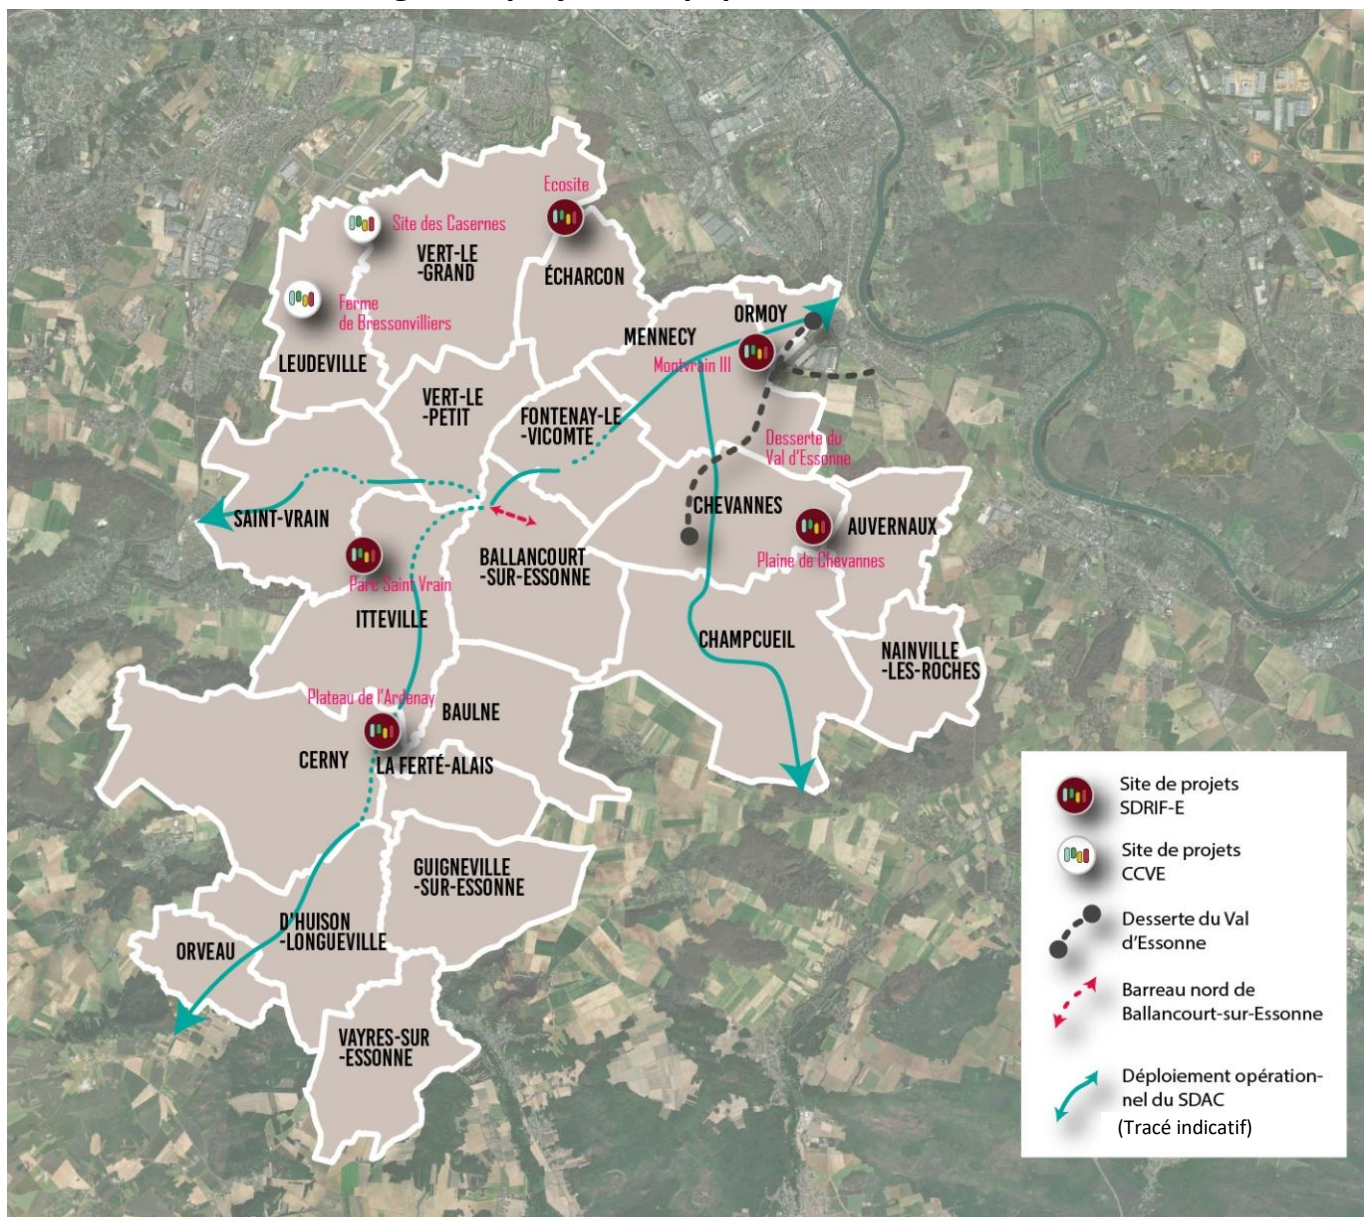 Ecosite
Site des Casernes
VERT-LE
-GRAND
ÉCHARCON
Ferme
de Bressonvilliers
ORMOY
MENNECY
LEUDEVILLE
Montvrain III
VERT-LE
-PETIT
FONTENAY-LE
-VICOMTE
Desserte du
Val d'Essonne
CHEVANNES
SAINT-VRAIN
AUVERNAUX
BALLANCOURT
-SUR-ESSONNE
Plaine de Chevannes
Parc Saint Vrain
ITTEVILLE
CHAMPCUEIL
NAINVILLE
-LES-ROCHES
Plateau de l'Ardenay
BAULNE
CERNY
LA FERTÉ-ALAIS
GUIGNEVILLE
-SUR-ESSONNE
D'HUISON
-LONGUEVILLE
ORVEAU
VAYRES-SUR
-ESSONNE
Site de projets
SDRIF-E
Site de projets
CCVE
Desserte du Val
d'Essonne
Barreau nord de
Ballancourt-sur-Essonne
Déploiement opération-
nel du SDAC
(Tracé indicatif)